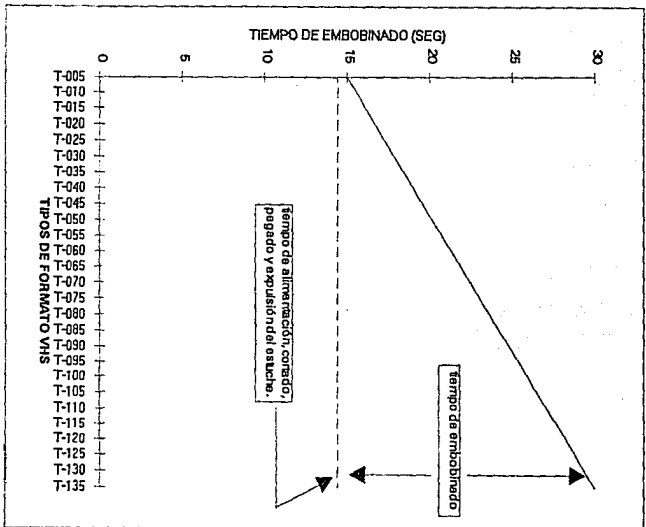 TIEMPO DE EMBOBINADO (SEG)
0
5
10
15
20
25
30
T-005
T-010
T-015
T-020
T-025
T-030
T-035
T-040
T-045
T-050
T-055
T-060
T-065
T-070
T-075
T-080
T-085
T-090
T-095
T-100
T-105
T-110
T-115
T-120
T-125
T-130
T-135
TIPOS DE FORMATO VHS
tiempo de alimentación, cortado,
pegado y expulsión del estuche.
tiempo de embobinado